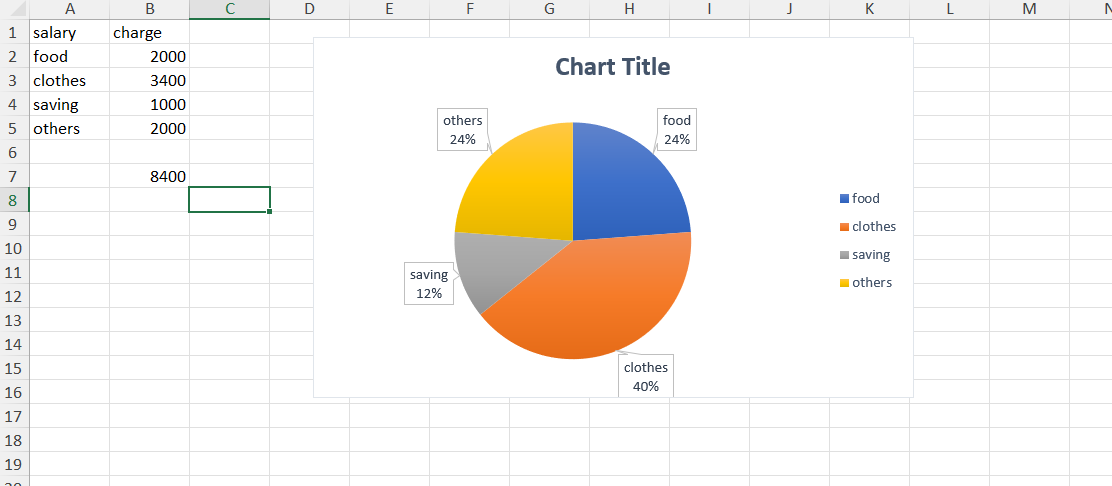 A B C D E F G H I J K L M N
1 salary charge
2 food 2000
3 clothes 3400
4 saving 1000
5 others 2000
6
7 8400
8
9
10
11
12
13
14
15
16
17
18
19
20
Chart Title
others
24%
food
24%
saving
12%
clothes
40%
food
clothes
saving
others